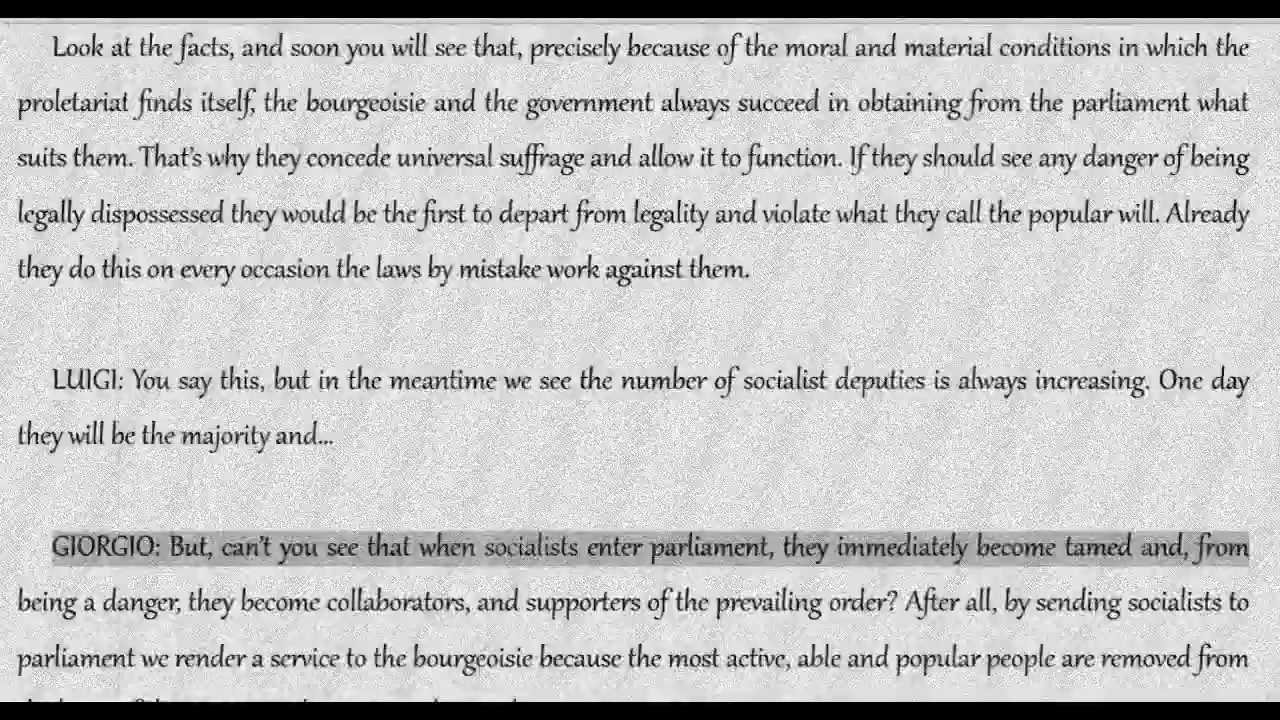 Look at the facts, and soon you will see that, precisely because of the moral and material conditions in which the
proletariat finds itself, the bourgeoisie and the government always succeed in obtaining from the parliament what
suits them. That's why they concede universal suffrage and allow it to function. If they should see any danger of being
legally dispossessed they would be the first to depart from legality and violate what they call the popular will. Already
they do this on every occasion the laws by mistake work against them.
LUIGI: You say this, but in the meantime we see the number of socialist deputies is always increasing. One day
they will be the majority and...
GIORGIO: But, can't you see that when socialists enter parliament, they immediately become tamed and, from
being a danger, they become collaborators, and supporters of the prevailing order? After all, by sending socialists to
parliament we render a service to the bourgeoisie because the most active, able and popular people are removed from